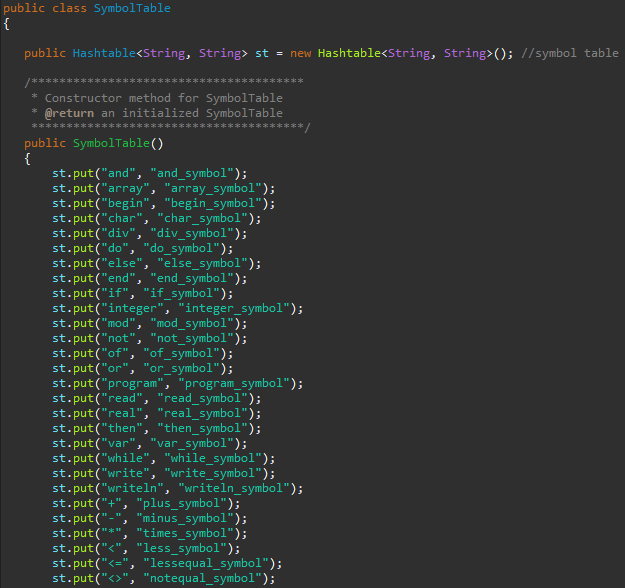 public class SymbolTable
{
public Hashtable<String, String> st = new Hashtable<String, String>(); //symbol table
/***************************************
* Constructor method for SymbolTable
* @return an initialized SymbolTable
***************************************/
public SymbolTable()
{
st.put("and", "and_symbol");
st.put("array", "array_symbol");
st.put("begin", "begin_symbol");
st.put("char", "char_symbol");
st.put("div", "div_symbol");
st.put("do", "do_symbol");
st.put("else", "else_symbol");
st.put("end", "end_symbol");
st.put("if", "if_symbol");
st.put("integer", "integer_symbol");
st.put("mod", "mod_symbol");
st.put("not", "not_symbol");
st.put("of", "of_symbol");
st.put("or", "or_symbol");
st.put("program", "program_symbol");
st.put("read", "read_symbol");
st.put("real", "real_symbol");
st.put("then", "then_symbol");
st.put("var", "var_symbol");
st.put("while", "while_symbol");
st.put("write", "write_symbol");
st.put("writeln", "writeln_symbol");
st.put("+", "plus_symbol");
st.put("-", "minus_symbol");
st.put("*", "times_symbol");
st.put("<", "less_symbol");
st.put("<=", "lessequal_symbol");
st.put("<>", "notequal_symbol");